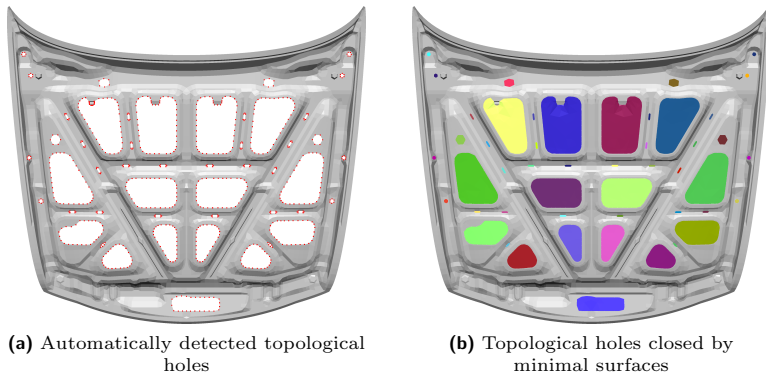 (a) Automatically detected topological
holes
(b) Topological holes closed by
minimal surfaces